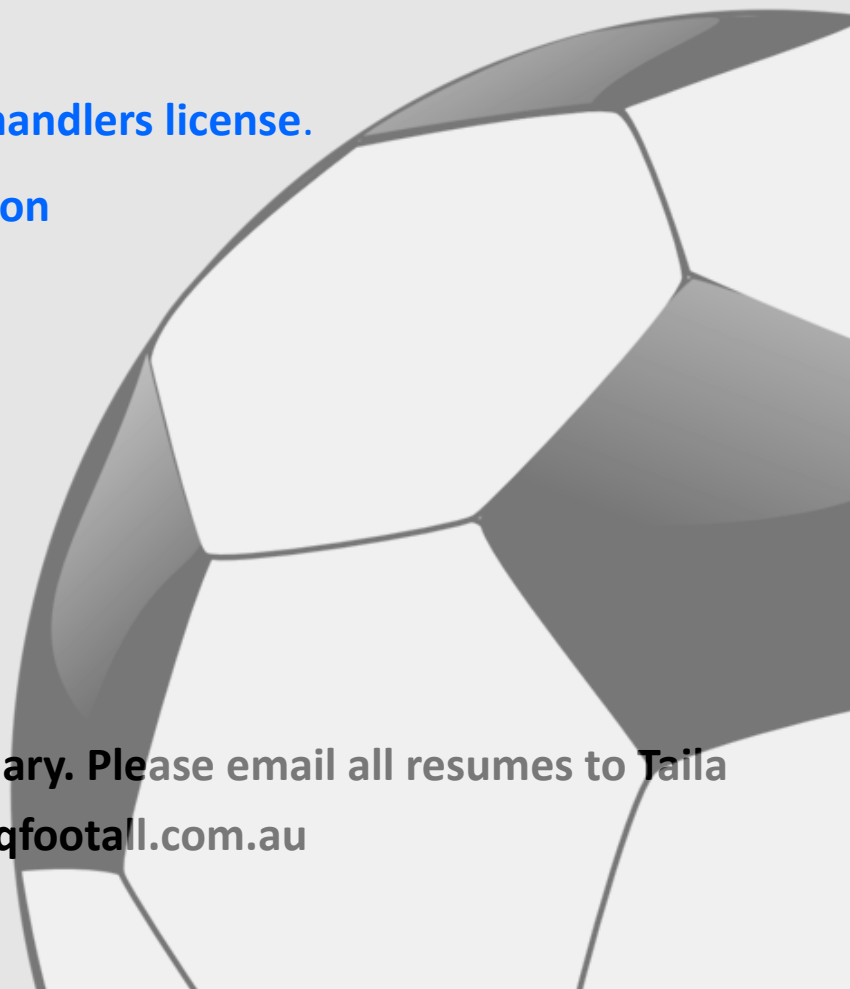 handlers license.
on
ary. Please email all resumes to Taila
qfootall.com.au